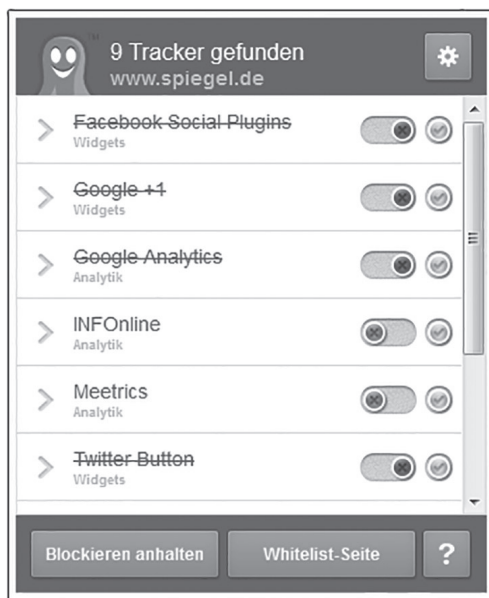 9 Tracker gefunden
www.spiegel.de
Facebook Social Plugins
Widgets
Google +1
Widgets
Google Analytics
Analytik
INFOnline
Analytik
Meetrics
Analytik
Twitter Button
Widgets
Blockieren anhalten Whitelist-Seite ?